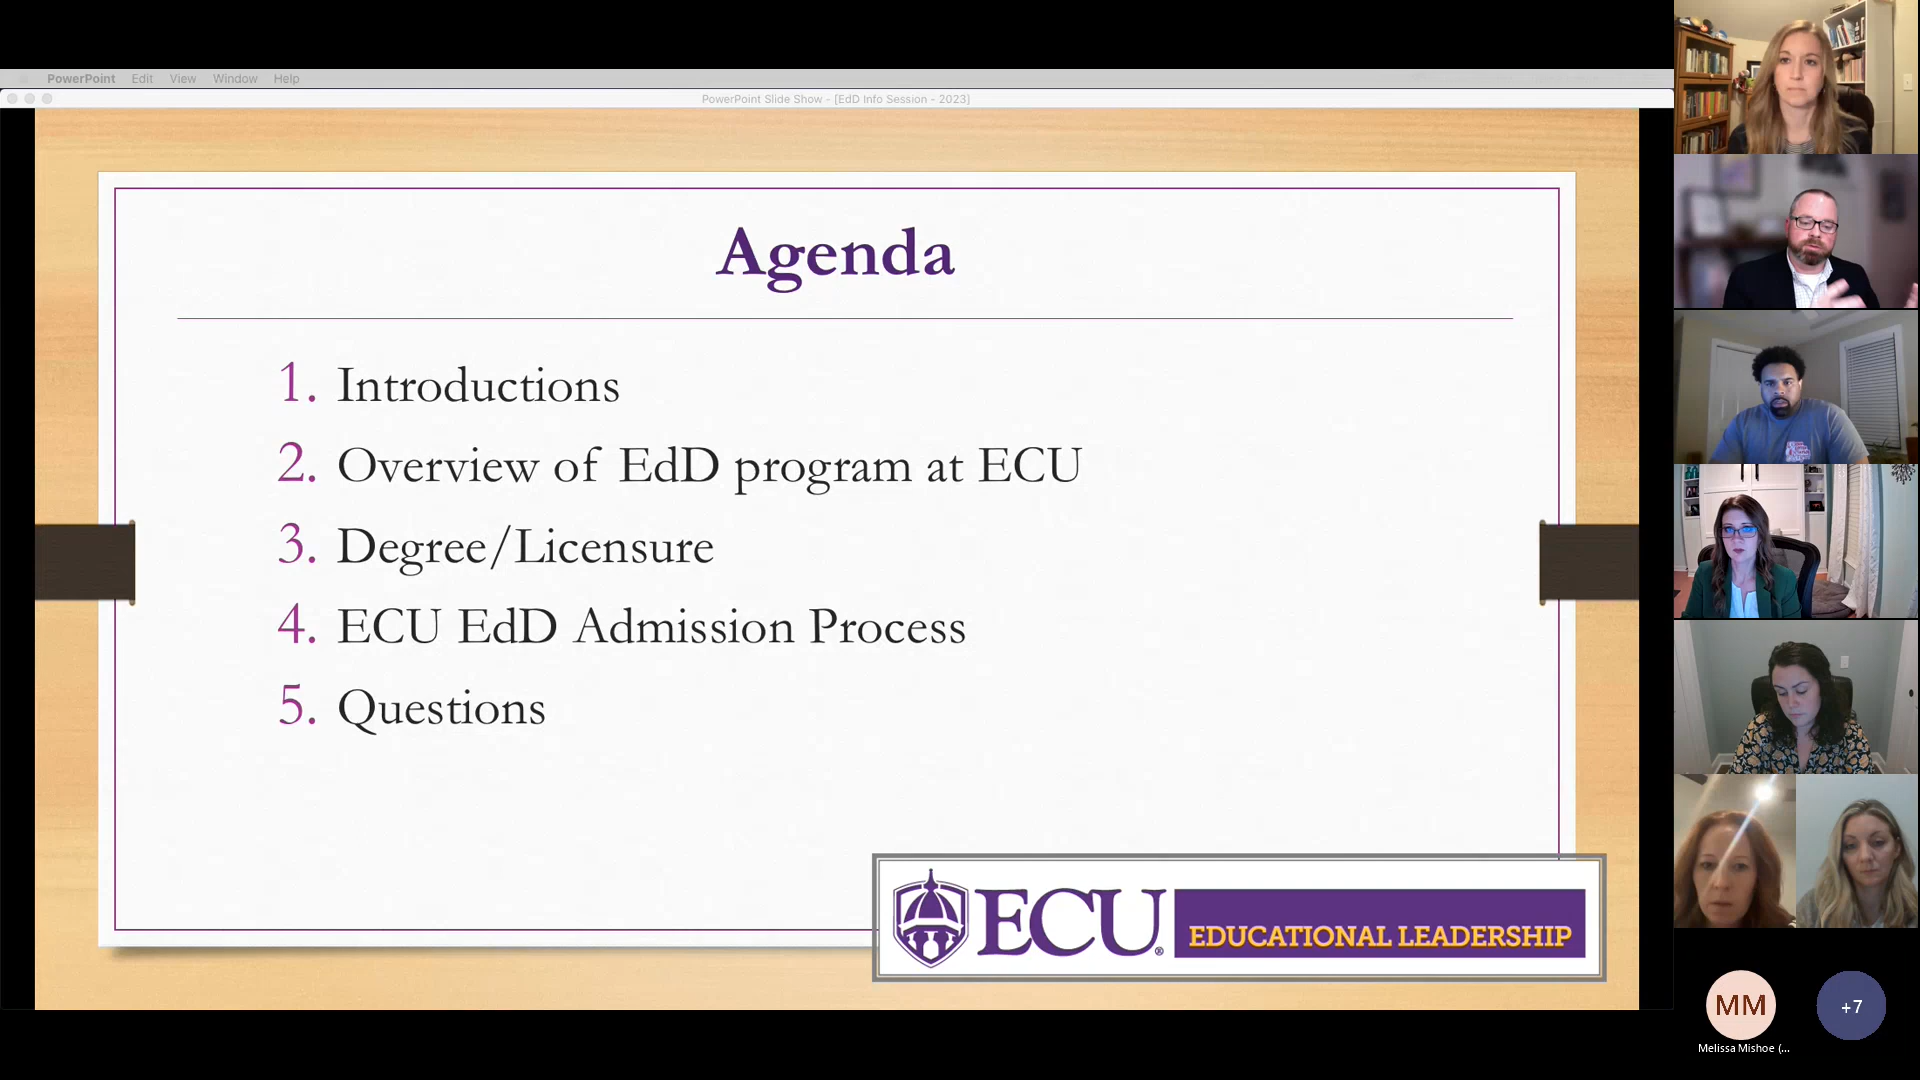 PowerPoint Edit View Window Help
PowerPoint Slide Show - [EdD Info Session - 2023]
Agenda
1. Introductions
2. Overview of EdD program at ECU
3. Degree/Licensure
4. ECU EdD Admission Process
5. Questions
ECU®
EDUCATIONAL LEADERSHIP
MM
+7
Melissa Mishoe (...